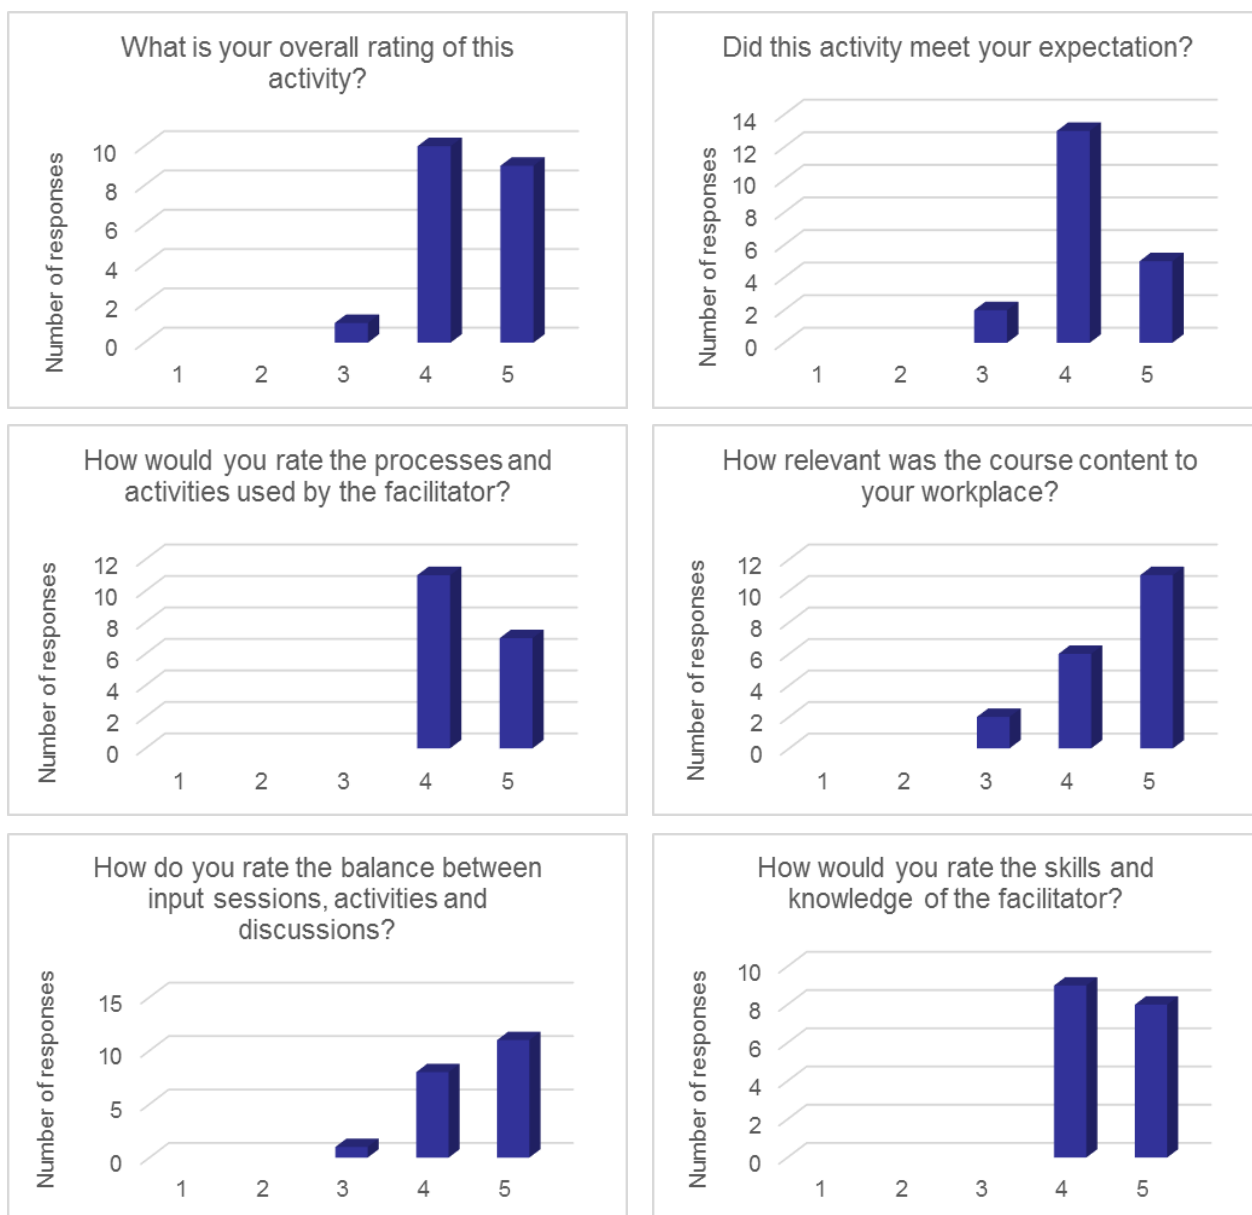 What is your overall rating of this
activity?
Number of responses
10
8
6
4
2
0
1 2 3 4 5
Did this activity meet your expectation?
Number of responses
14
12
10
8
6
4
2
0
1 2 3 4 5
How would you rate the processes and
activities used by the facilitator?
Number of responses
12
10
8
6
4
2
0
1 2 3 4 5
How relevant was the course content to
your workplace?
Number of responses
12
10
8
6
4
2
0
1 2 3 4 5
How do you rate the balance between
input sessions, activities and
discussions?
Number of responses
15
10
5
0
1 2 3 4 5
How would you rate the skills and
knowledge of the facilitator?
Number of responses
10
8
6
4
2
0
1 2 3 4 5